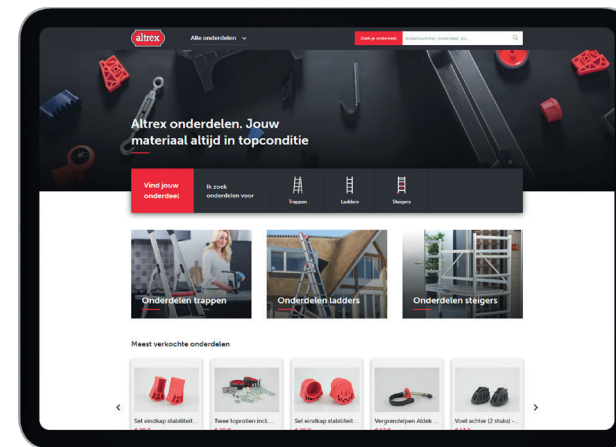 altrex
Alle onderdelen
Zoek je onderdeel
Altrex onderdelen. Jouw
materiaal altijd in topconditie
Vind jouw
onderdeel
Ik zoek
onderdelen voor
Trappen
Ladders
Steigers
Onderdelen trappen
Onderdelen ladders
Onderdelen steigers
Meest verkochte onderdelen
Set eindkap stabiliteit...
Twee toprollen incl. ...
Set eindkap stabiliteit...
Vergrendelpen Aldek ...
Voet achter (2 stuks) - ...